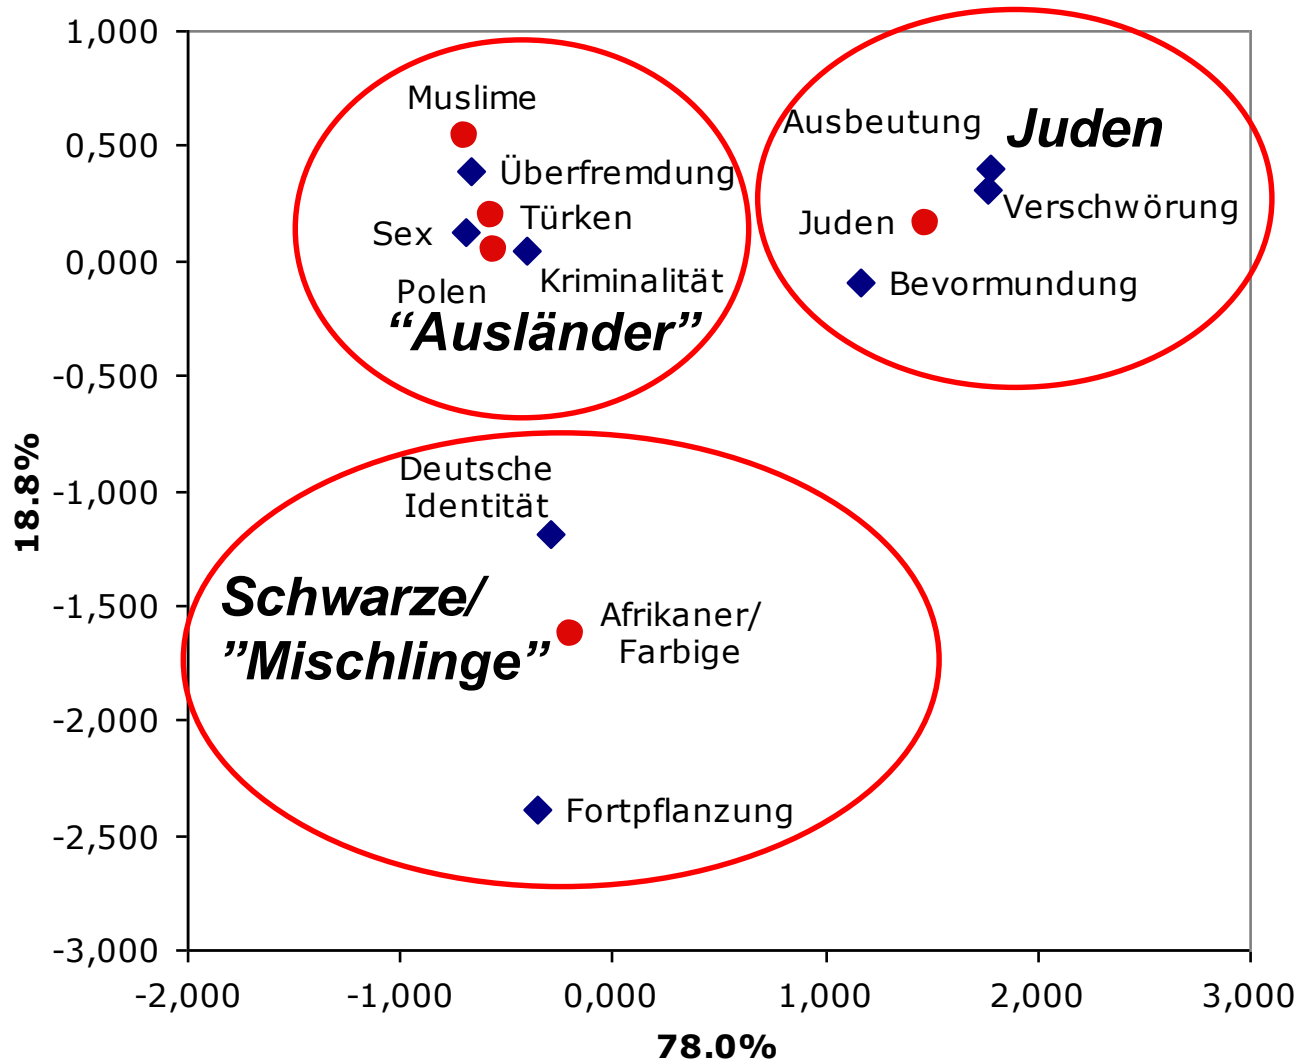 1,000
0,500
0,000
-0,500
-1,000
-1,500
-2,000
-2,500
-3,000
18.8%
Muslime
Überfremdung
Türken
Sex
Kriminalität
Polen
“Ausländer”
Ausbeutung
Juden
Verschwörung
Juden
Bevormundung
Deutsche
Identität
Schwarze/
”Mischlinge”
Afrikaner/
Farbige
Fortpflanzung
-2,000
-1,000
0,000
1,000
2,000
3,000
78.0%